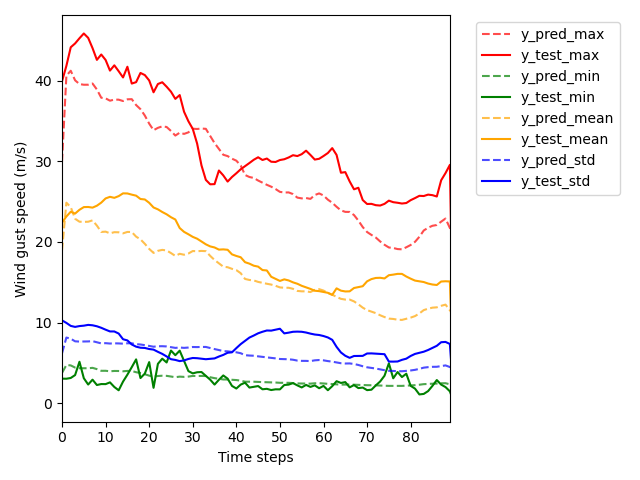 Wind gust speed (m/s)
40
30
20
10
0
0 10 20 30 40 50 60 70 80
Time steps
y_pred_max
y_test_max
y_pred_min
y_test_min
y_pred_mean
y_test_mean
y_pred_std
y_test_std